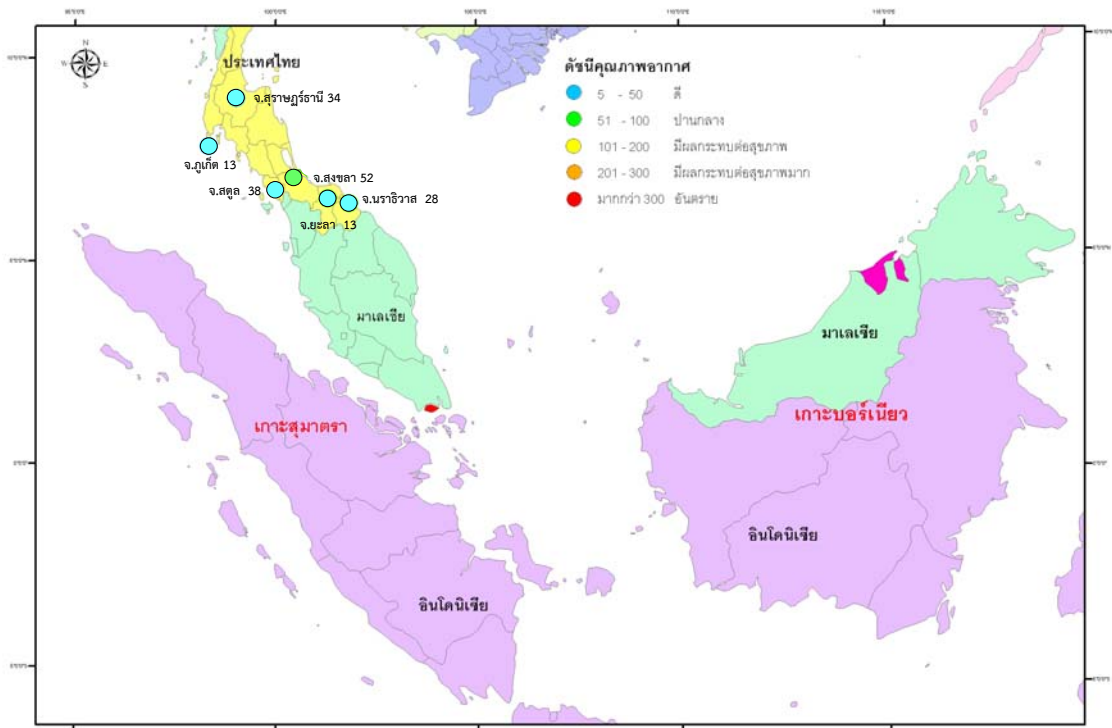 N
W
E
S
ประเทศไทย
จ.สุราษฎร์ธานี 34
จ.ภูเก็ต 13
จ.สงขลา 52
จ.สตูล 38
จ.นราธิวาส 28
จ.ยะลา 13
ดัชนีคุณภาพอากาศ
5 - 50 ดี
51 - 100 ปานกลาง
101 - 200 มีผลกระทบต่อสุขภาพ
201 - 300 มีผลกระทบต่อสุขภาพมาก
มากกว่า 300 อันตราย
มาเลเซีย
มาเลเซีย
เกาะสุมาตรา
เกาะบอร์เนียว
อินโดนิเซีย
อินโดนิเซีย